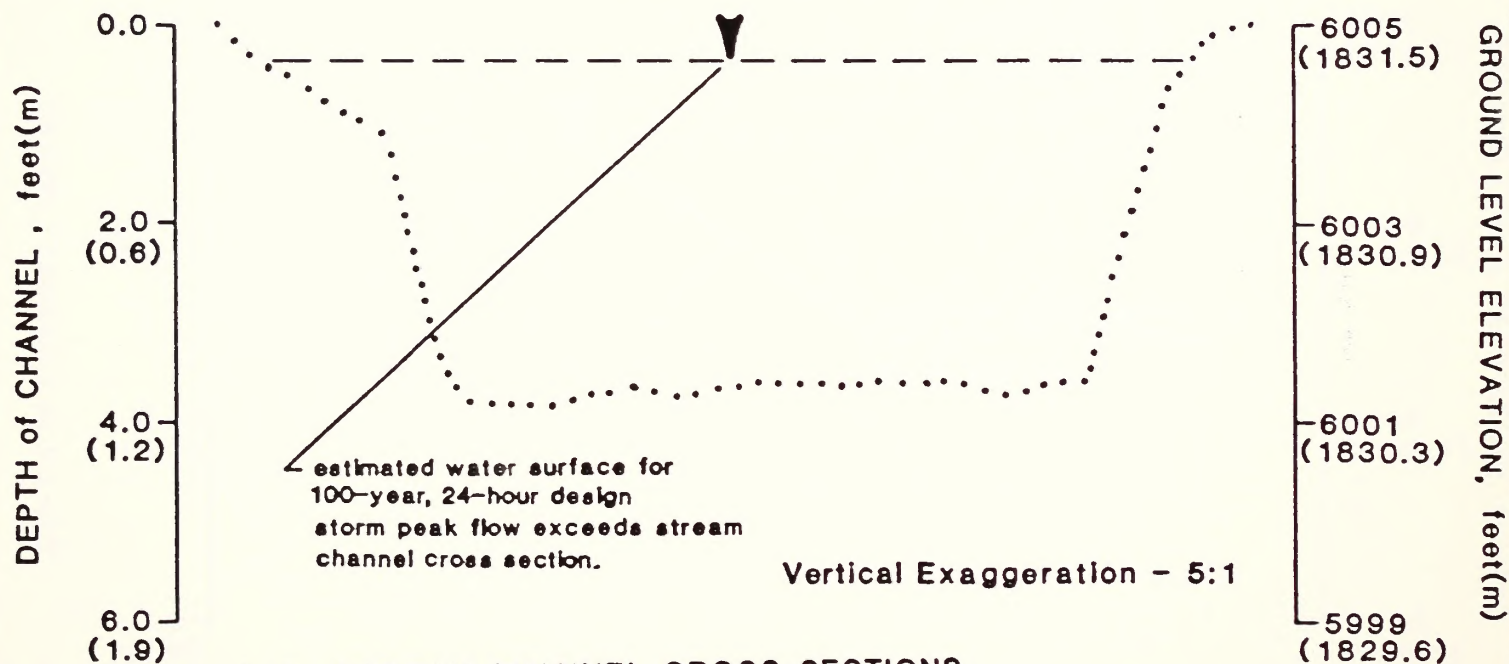 DEPTH of CHANNEL, feet(m)
0.0
2.0
(0.6)
4.0
(1.2)
6.0
(1.9)
estimated water surface for
100-year, 24-hour design
storm peak flow exceeds stream
channel cross section.
Vertical Exaggeration - 5:1
6005
(1831.5)
6003
(1830.9)
6001
(1830.3)
5999
(1829.6)
GROUND LEVEL ELEVATION, feet(m)
CROSS SECTIONS